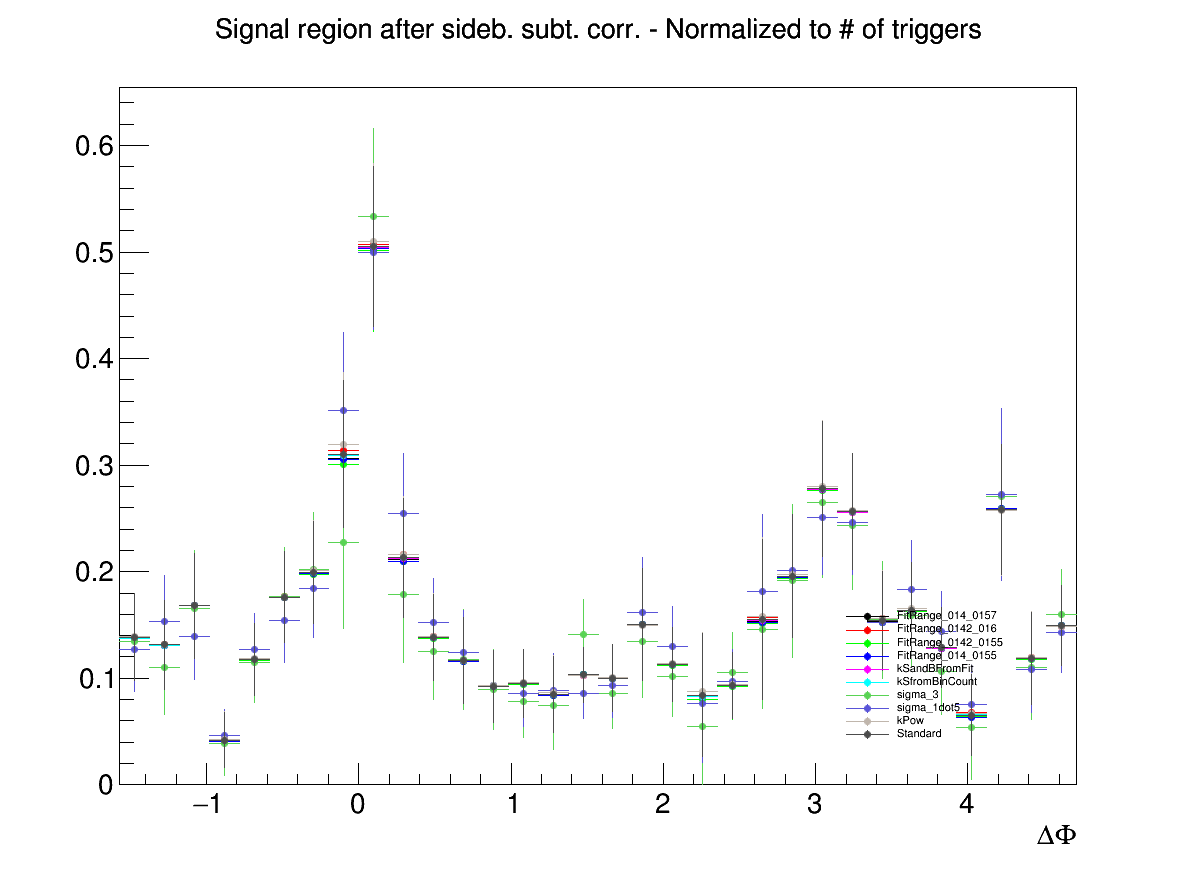 Signal region after sideb. subt. corr. - Normalized to # of triggers
0.6
0.5
0.4
0.3
0.2
0.1
0
−1 0 1 2 3 4
ΔΦ
FitRange_014_0157
FitRange_0142_016
FitRange_0142_0155
FitRange_014_0155
kSandBFromFit
kSfromBinCount
sigma_3
sigma_1dot5
kPow
Standard